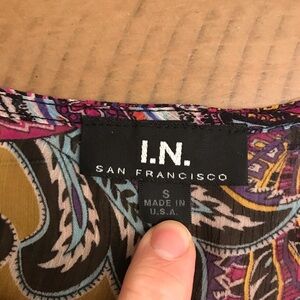 I.N.
SAN FRANCISCO
S
MADE IN
U.S.A.